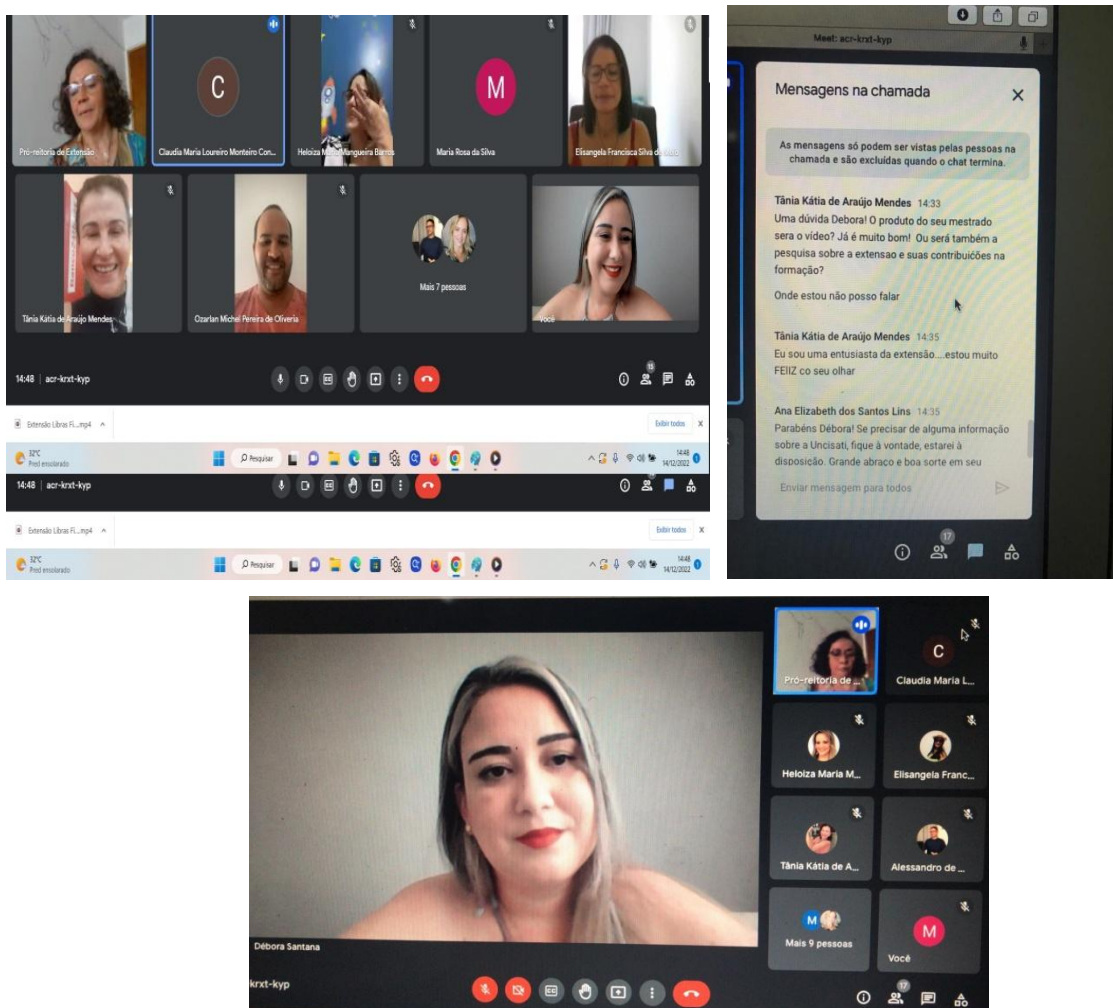 C
M
Pró-reitoria de Extensão
Claudia Maria Loureiro Monteiro Con...
Heloiza Maria Mangueira Barros
Maria Rosa da Silva
Elisangela Francisca Silva
Tânia Kátia de Araújo Mendes
Ozarlan Michel Pereira de Oliveria
Mais 7 pessoas
Você
14:48 | acr-krxt-kyp
15
Extensão Libras Fi....mp4
Exibir todos
X
32°C
Pred ensolarado
Pesquisar
14:48
14/12/2022
14:48 | acr-krxt-kyp
Extensão Libras Fi....mp4
Exibir todos
X
32°C
Pred ensolarado
Pesquisar
14:48
14/12/2022
Meet: acr-krxt-kyp
Mensagens na chamada
As mensagens só podem ser vistas pelas pessoas na
chamada e são excluídas quando o chat termina.
Tânia Kátia de Araújo Mendes 14:33
Uma dúvida Debora! O produto do seu mestrado
sera o vídeo? Já é muito bom! Ou será também a
pesquisa sobre a extensao e suas contribuicões na
formação?
Onde estou não posso falar
Tânia Kátia de Araújo Mendes 14:35
Eu sou uma entusiasta da extensão....estou muito
FElIZ co seu olhar
Ana Elizabeth dos Santos Lins 14:35
Parabéns Débora! Se precisar de alguma informação
sobre a Uncisati, fique à vontade, estarei à
disposição. Grande abraço e boa sorte em seu
Enviar mensagem para todos
17
Pró-reitoria de ...
C
Claudia Maria L...
Heloiza Maria M...
Elisangela Franc...
Tânia Kátia de A...
Alessandro de ...
M
Mais 9 pessoas
M
Você
Débora Santana
krxt-kyp
17